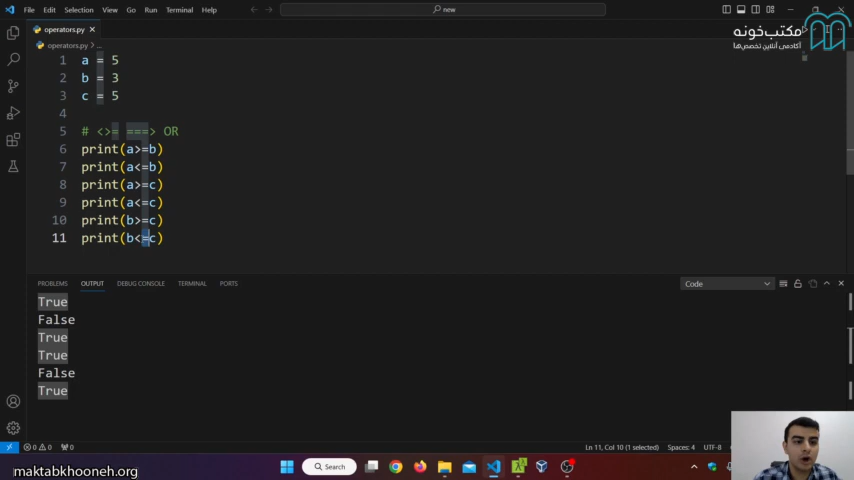 File Edit Selection View Go Run Terminal Help
new
operators.py
مکتب‌خونه
آکادمی آنلاین تخصص‌ها
operators.py > ...
1 a = 5
2 b = 3
3 c = 5
4
5 # <>= ===> OR
6 print(a>=b)
7 print(a<=b)
8 print(a>=c)
9 print(a<=c)
10 print(b>=c)
11 print(b<=c)
PROBLEMS OUTPUT DEBUG CONSOLE TERMINAL PORTS
Code
True
False
True
True
False
True
0 0 0
Ln 11, Col 10 (1 selected) Spaces: 4 UTF-8
Search
maktabkhooneh.org